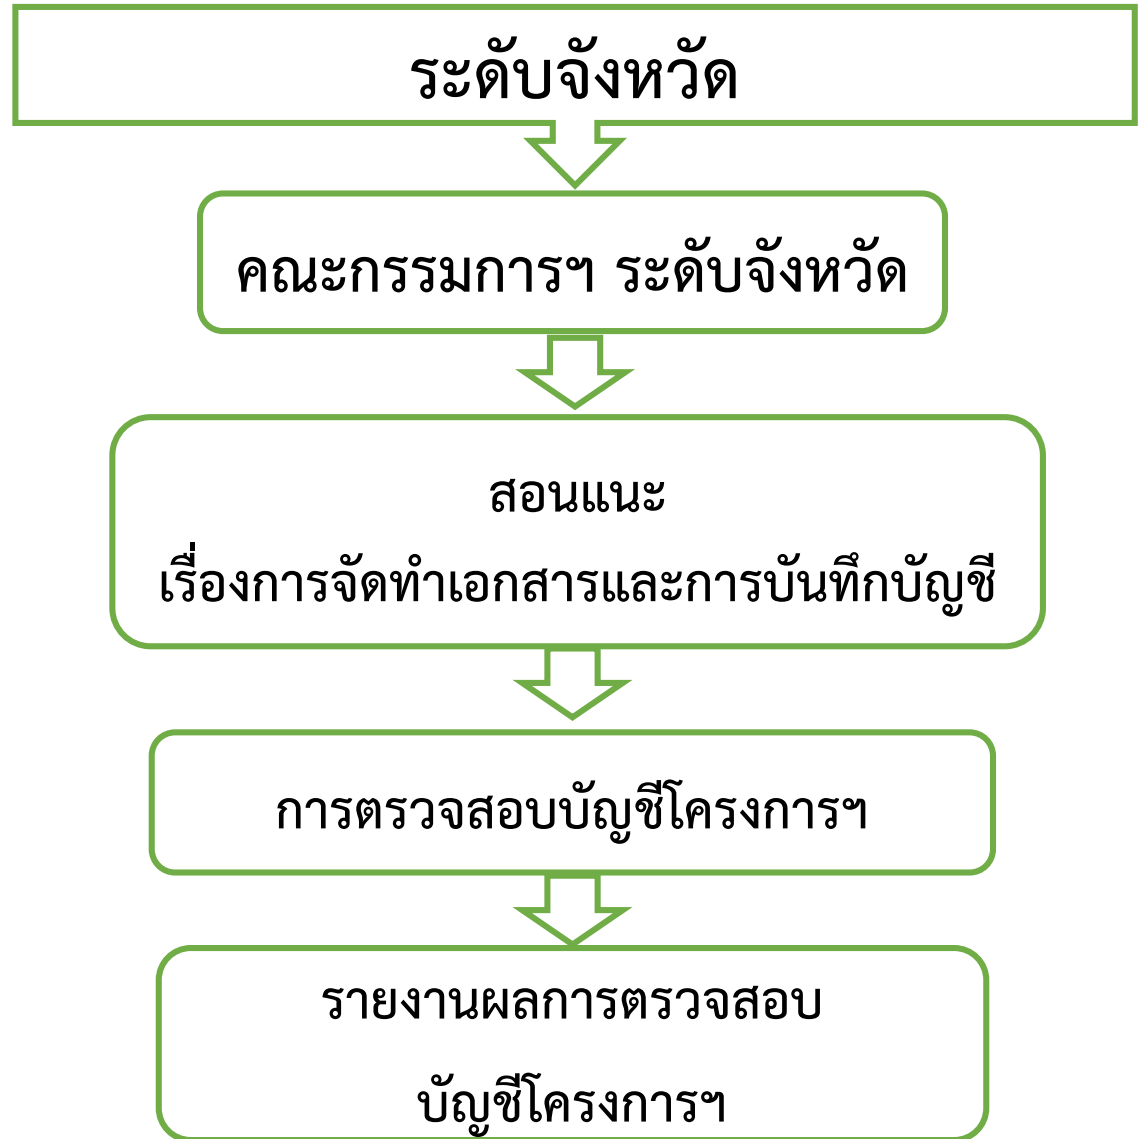 ระดับจังหวัด
คณะกรรมการฯ ระดับจังหวัด
สอนแนะ
เรื่องการจัดทำเอกสารและการบันทึกบัญชี
การตรวจสอบบัญชีโครงการฯ
รายงานผลการตรวจสอบ
บัญชีโครงการฯ